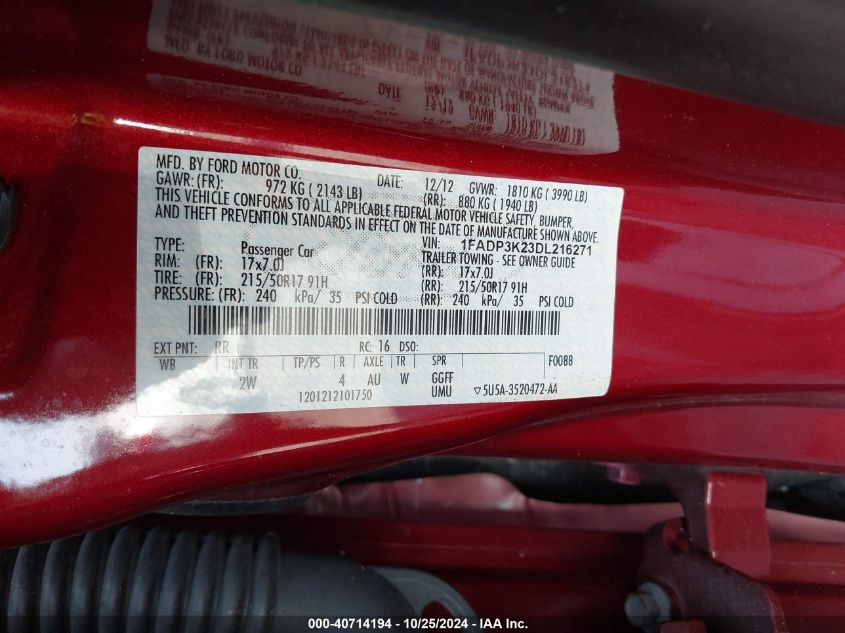 MFD. BY FORD MOTOR CO. DATE: 12/12 GVWR: 1810 KG ( 3990 LB)
GAWR: (FR): 972 KG ( 2143 LB) (RR): 880 KG ( 1940 LB)
THIS VEHICLE CONFORMS TO ALL APPLICABLE FEDERAL MOTOR VEHICLE SAFETY, BUMPER,
AND THEFT PREVENTION STANDARDS IN EFFECT ON THE DATE OF MANUFACTURE SHOWN ABOVE.
VIN: 1FADP3K23DL216271
TYPE: Passenger Car TRAILER TOWING - SEE OWNER GUIDE
RIM: (FR): 17x7.0J (RR): 17x7.0J
TIRE: (FR): 215/50R17 91H (RR): 215/50R17 91H
PRESSURE: (FR): 240 kPa/ 35 PSI COLD (RR): 240 kPa/ 35 PSI COLD
EXT PNT: RR RC: 16 DSO: F0088
WB INT TR TP/PS R AXLE TR SPR
2W 4 AU W GGFF
1201212101750 UMU ▽5U5A-3520472-AA
000-40714194 - 10/25/2024 - IAA Inc.